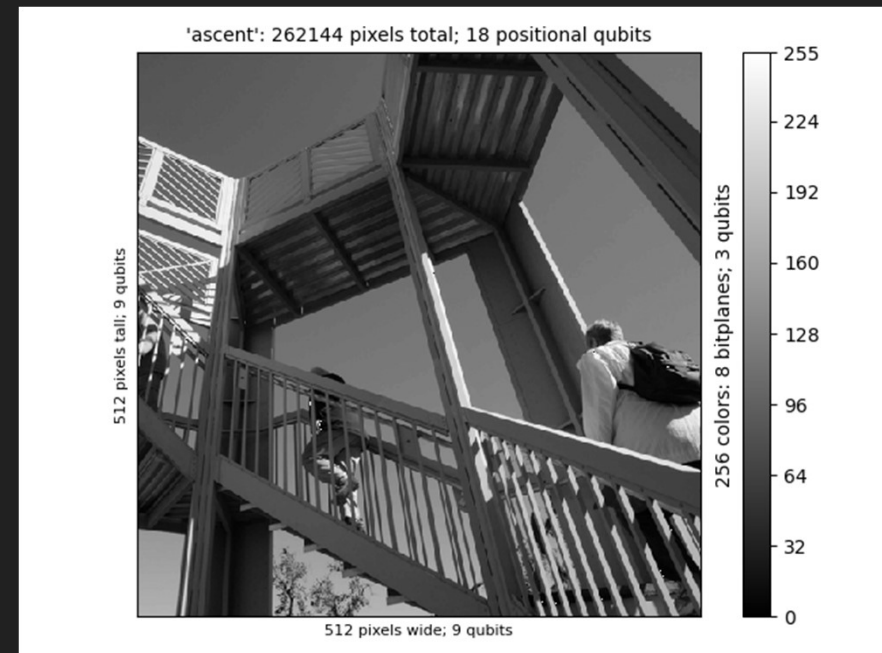 'ascent': 262144 pixels total; 18 positional qubits
512 pixels tall; 9 qubits
512 pixels wide; 9 qubits
256 colors: 8 bitplanes; 3 qubits
255
224
192
160
128
96
64
32
0